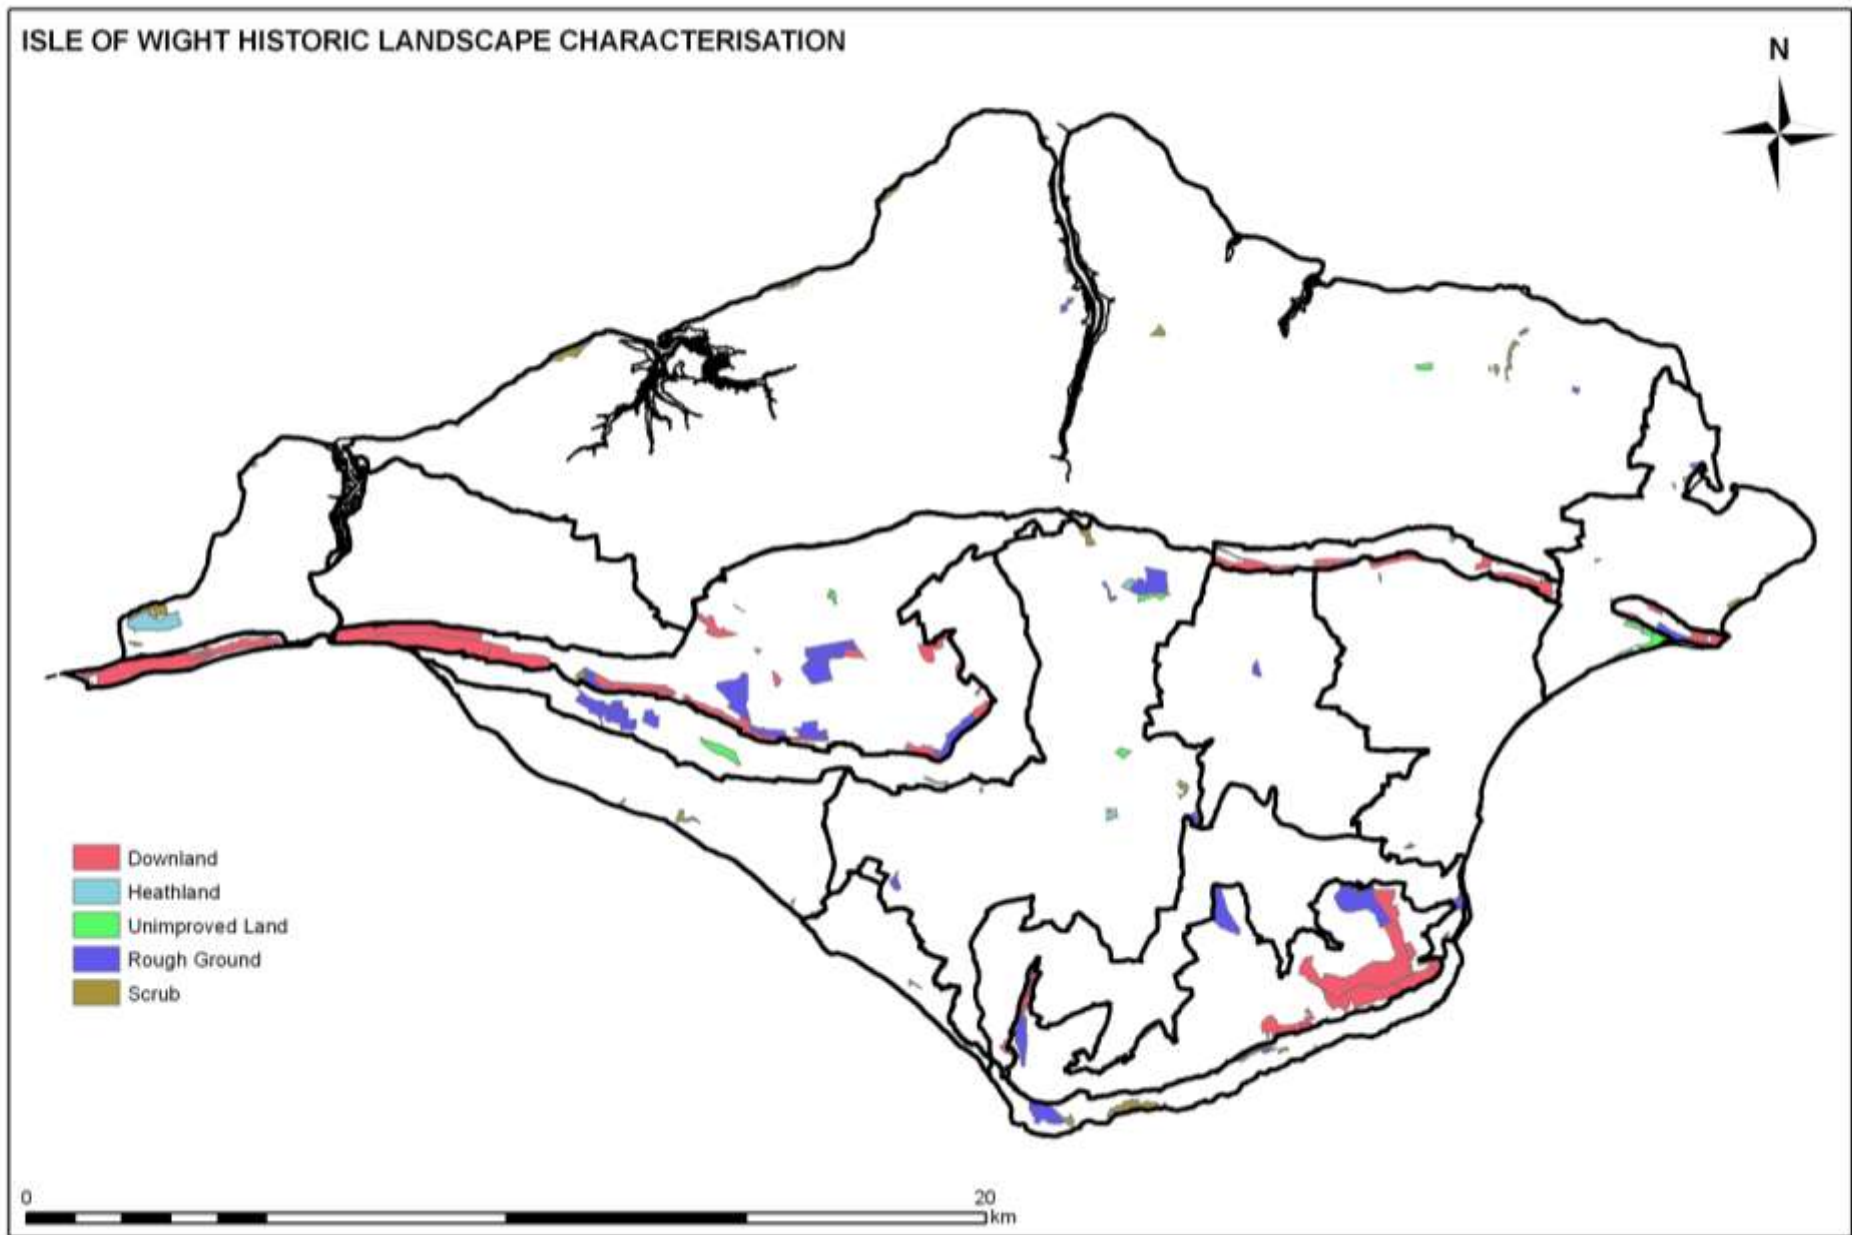 ISLE OF WIGHT HISTORIC LANDSCAPE CHARACTERISATION
N
Downland
Heathland
Unimproved Land
Rough Ground
Scrub
0 20
km